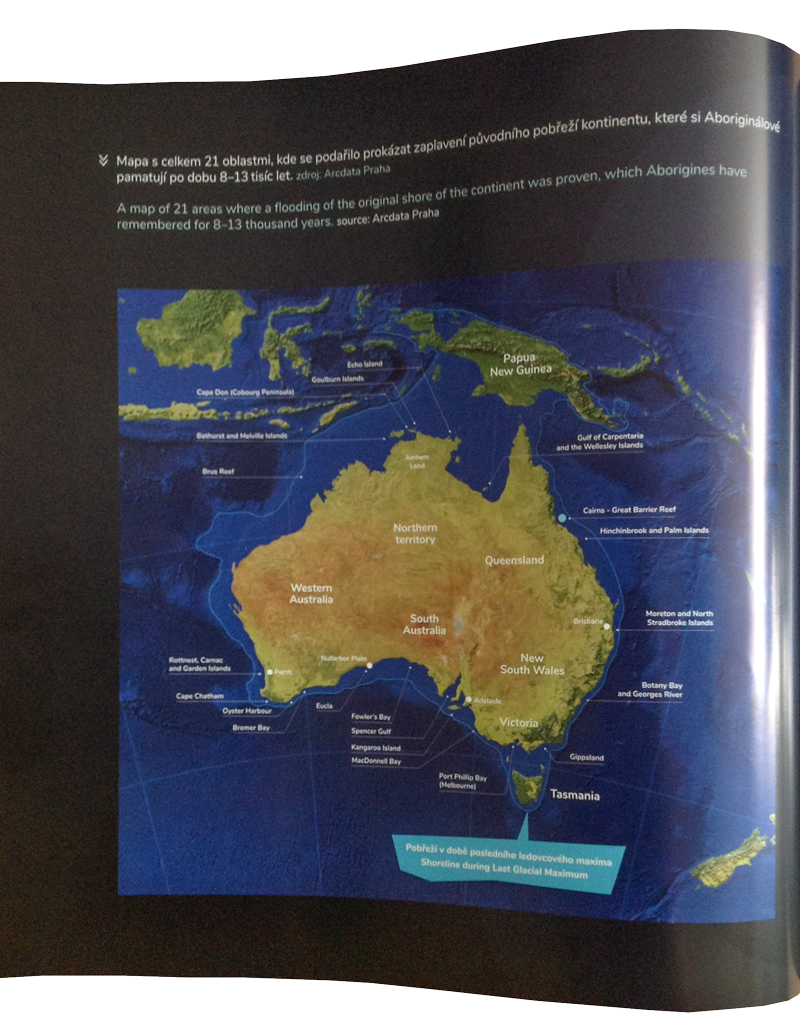 Mapa s celkem 21 oblastmi, kde se podařilo prokázat zaplavení původního pobřeží kontinentu, které si Aboriginálové
pamatují po dobu 8–13 tisíc let. zdroj: Arcdata Praha
A map of 21 areas where a flooding of the original shore of the continent was proven, which Aborigines have
remembered for 8–13 thousand years. source: Arcdata Praha
Papua
New Guinea
Echo Island
Goulburn Islands
Cape Don (Cobourg Peninsula)
Bathurst and Melville Islands
Gulf of Carpentaria
and the Wellesley Islands
Arnhem
Land
Brue Reef
Cairns - Great Barrier Reef
Hinchinbrook and Palm Islands
Northern
territory
Queensland
Western
Australia
South
Australia
Brisbane
Moreton and North
Stradbroke Islands
Rottnest, Carnac
and Garden Islands
Perth
Nullarbor Plain
New
South Wales
Botany Bay
and Georges River
Cape Chatham
Oyster Harbour
Bremer Bay
Eucla
Adelaide
Fowler's Bay
Spencer Gulf
Kangaroo Island
MacDonnell Bay
Victoria
Gippsland
Port Phillip Bay
(Melbourne)
Tasmania
Pobřeží v době posledního ledovcového maxima
Shoreline during Last Glacial Maximum